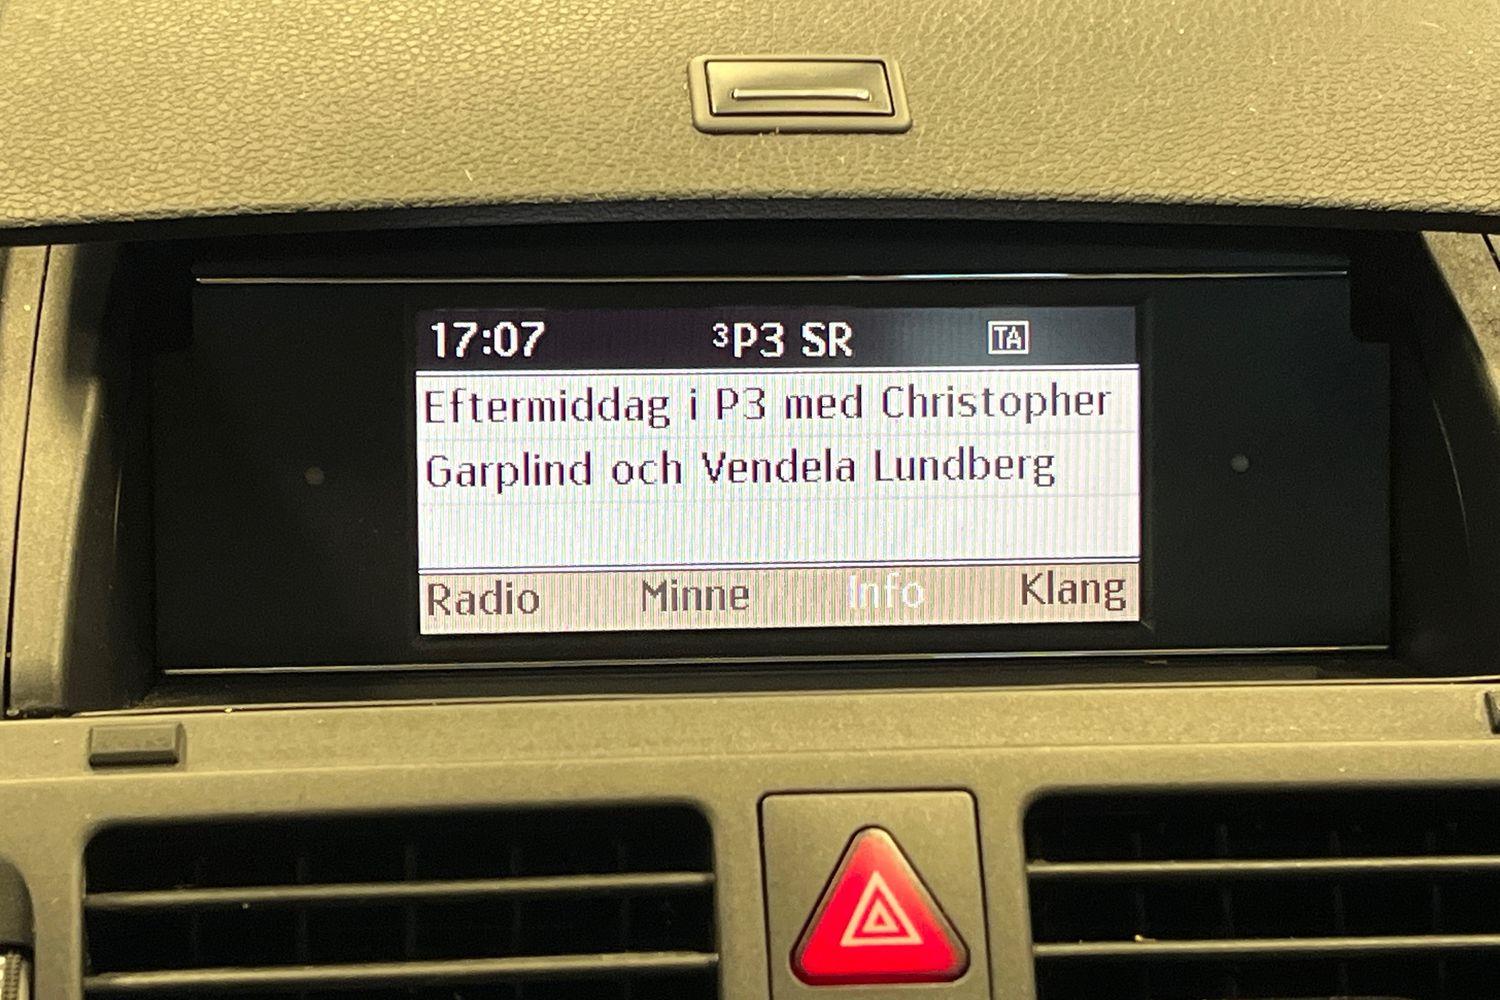 17:07 ³P3 SR TA
Eftermiddag i P3 med Christopher
Garplind och Vendela Lundberg
Radio Minne Info Klang